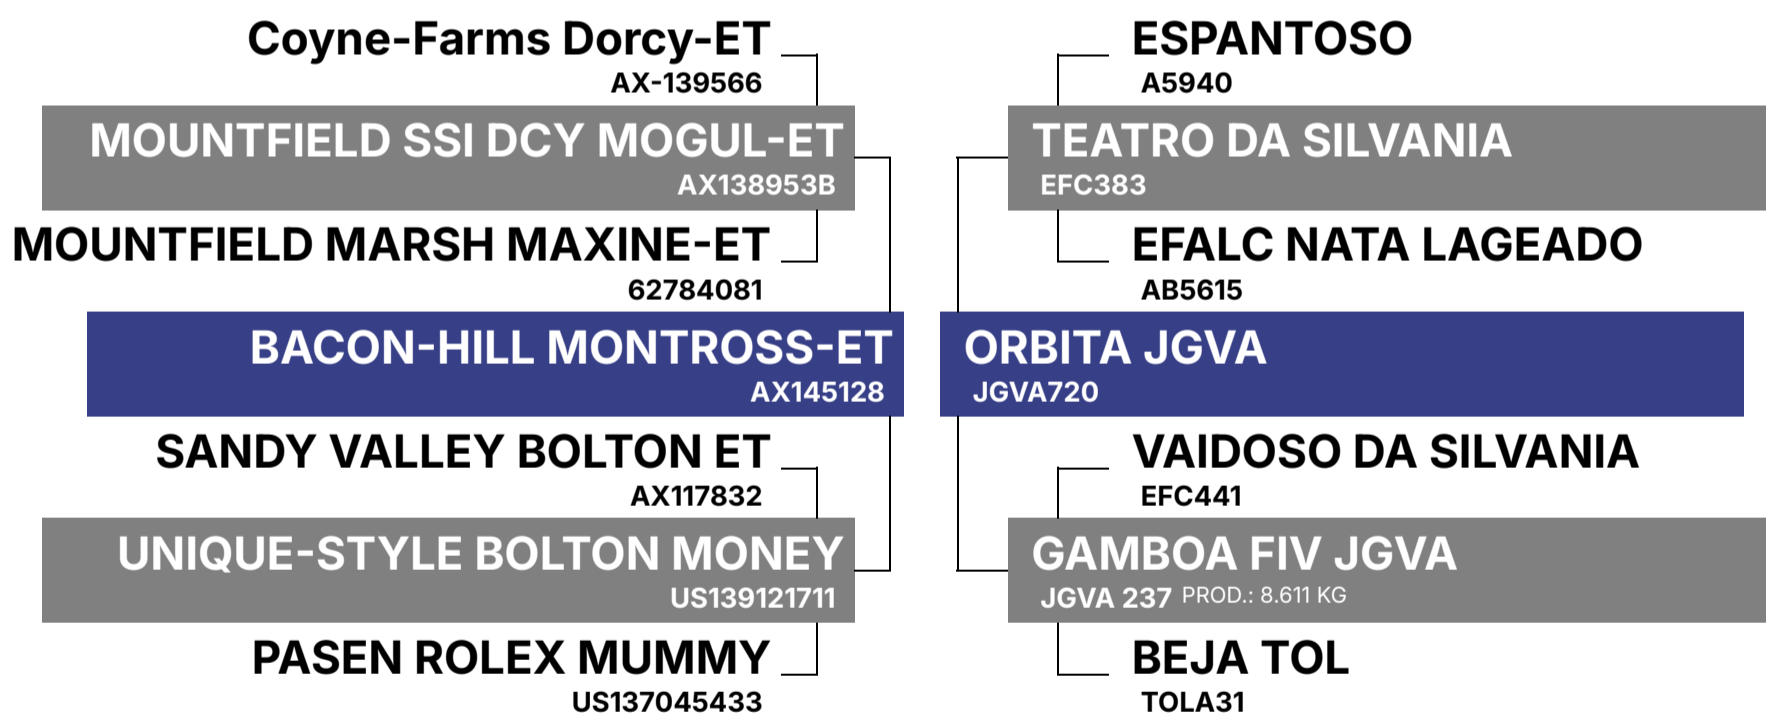 Coyne-Farms Dorcy-ET
AX-139566
MOUNTFIELD SSI DCY MOGUL-ET
AX138953B
MOUNTFIELD MARSH MAXINE-ET
62784081
BACON-HILL MONTROSS-ET
AX145128
SANDY VALLEY BOLTON ET
AX117832
UNIQUE-STYLE BOLTON MONEY
US139121711
PASEN ROLEX MUMMY
US137045433
ESPANTOSO
A5940
TEATRO DA SILVANIA
EFC383
EFALC NATA LAGEADO
AB5615
ORBITA JGVA
JGVA720
VAIDOSO DA SILVANIA
EFC441
GAMBOA FIV JGVA
JGVA 237 PROD.: 8.611 KG
BEJA TOL
TOLA31